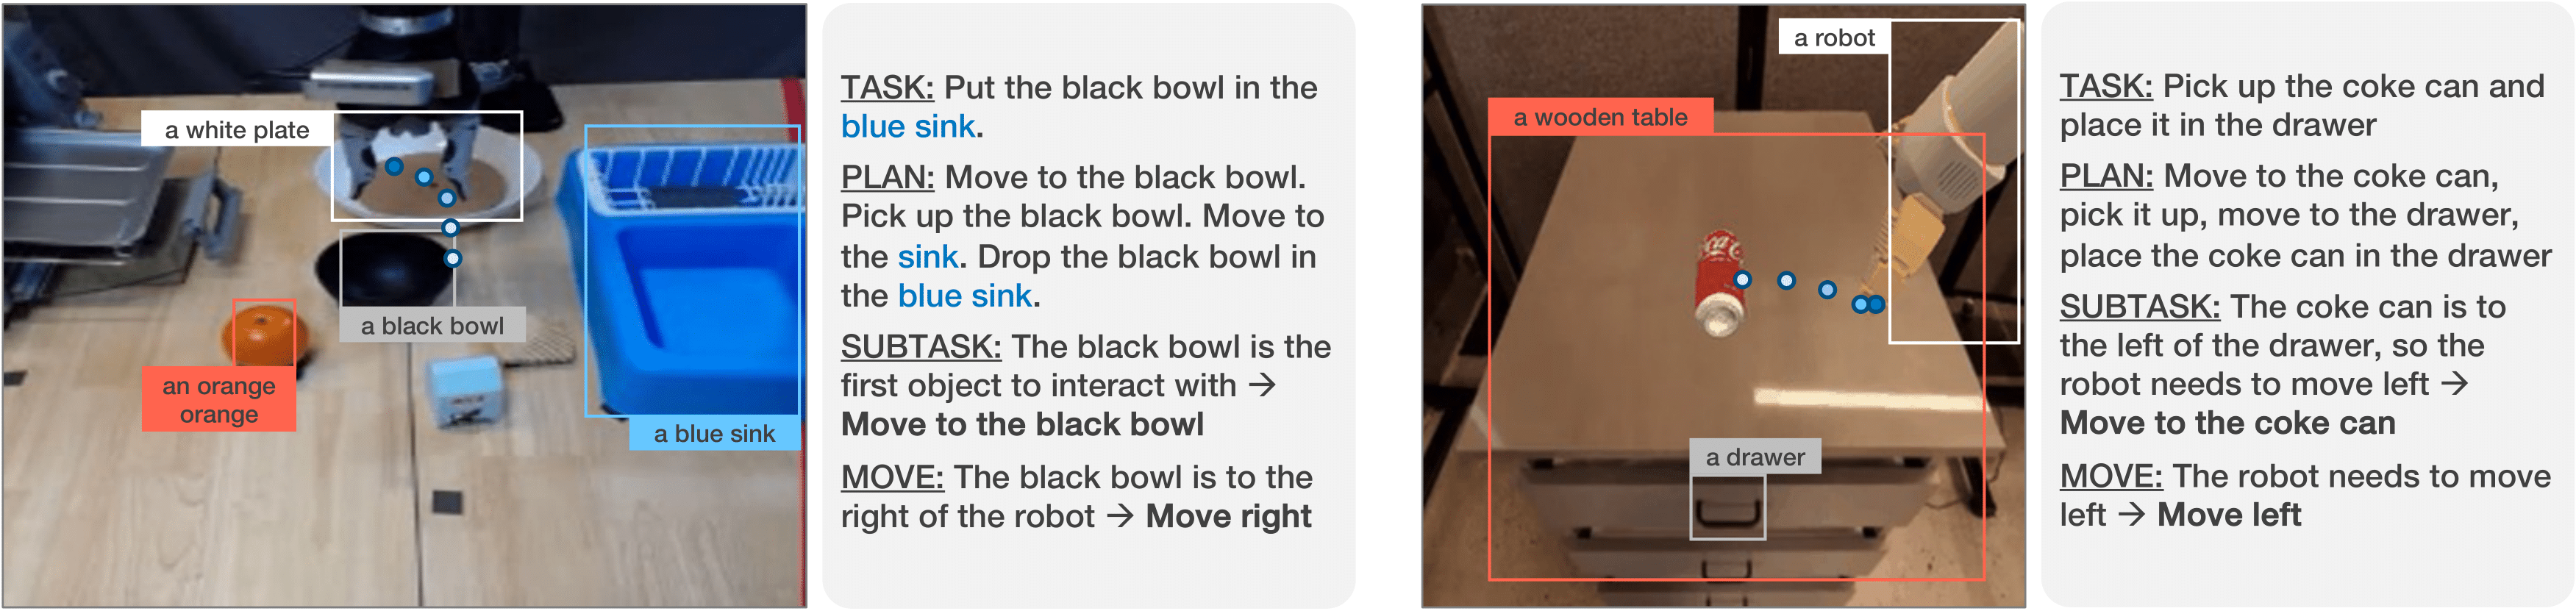 a white plate
a black bowl
an orange
orange
a blue sink
TASK: Put the black bowl in the
blue sink.
PLAN: Move to the black bowl.
Pick up the black bowl. Move to
the sink. Drop the black bowl in
the blue sink.
SUBTASK: The black bowl is the
first object to interact with →
Move to the black bowl
MOVE: The black bowl is to the
right of the robot → Move right
a robot
a wooden table
a drawer
TASK: Pick up the coke can and
place it in the drawer
PLAN: Move to the coke can,
pick it up, move to the drawer,
place the coke can in the drawer
SUBTASK: The coke can is to
the left of the drawer, so the
robot needs to move left →
Move to the coke can
MOVE: The robot needs to move
left → Move left